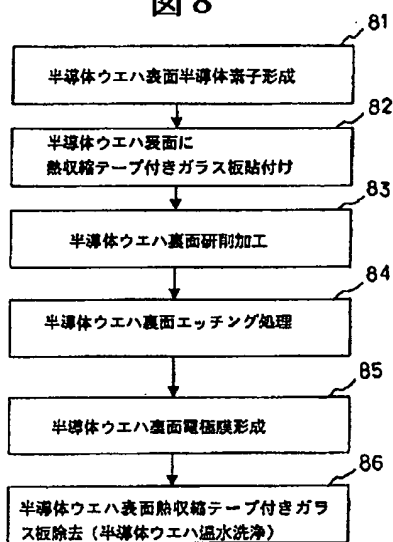 図8
81
半導体ウエハ表面半導体素子形成
82
半導体ウエハ表面に
熱収縮テープ付きガラス板貼付け
83
半導体ウエハ裏面研削加工
84
半導体ウエハ裏面エッチング処理
85
半導体ウエハ裏面電極膜形成
86
半導体ウエハ表面熱収縮テープ付きガラ
ス板除去(半導体ウエハ温水洗浄)